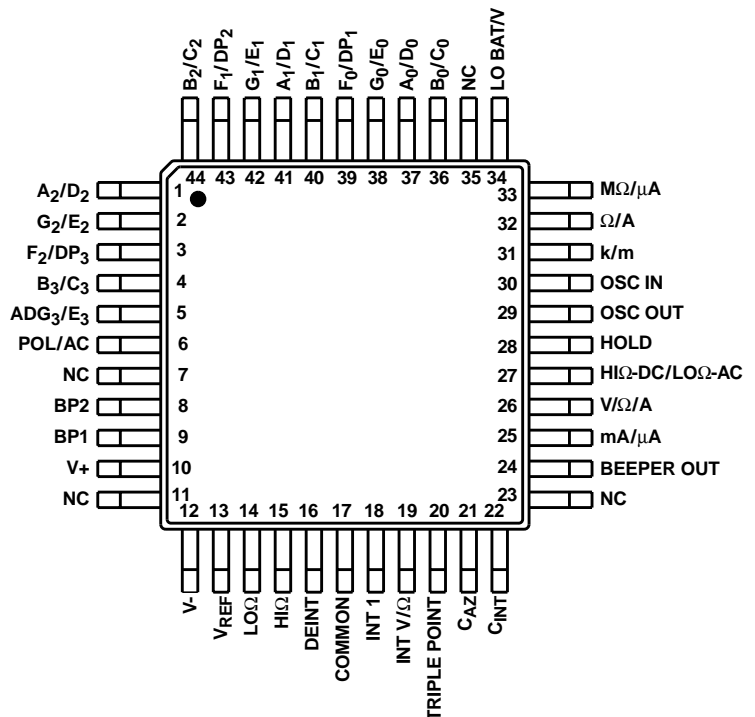 B2/C2
F1/DP2
G1/E1
A1/D1
B1/C1
F0/DP1
G0/E0
A0/D0
B0/C0
NC
LO BAT/V
44 43 42 41 40 39 38 37 36 35 34
A2/D2 1
G2/E2 2
F2/DP3 3
B3/C3 4
ADG3/E3 5
POL/AC 6
NC 7
BP2 8
BP1 9
V+ 10
NC 11
33 MΩ/μA
32 Ω/A
31 k/m
30 OSC IN
29 OSC OUT
28 HOLD
27 HIΩ-DC/LOΩ-AC
26 V/Ω/A
25 mA/μA
24 BEEPER OUT
23 NC
12 13 14 15 16 17 18 19 20 21 22
V-
VREF
LOΩ
HIΩ
DEINT
COMMON
INT 1
INT V/Ω
TRIPLE POINT
CAZ
CINT